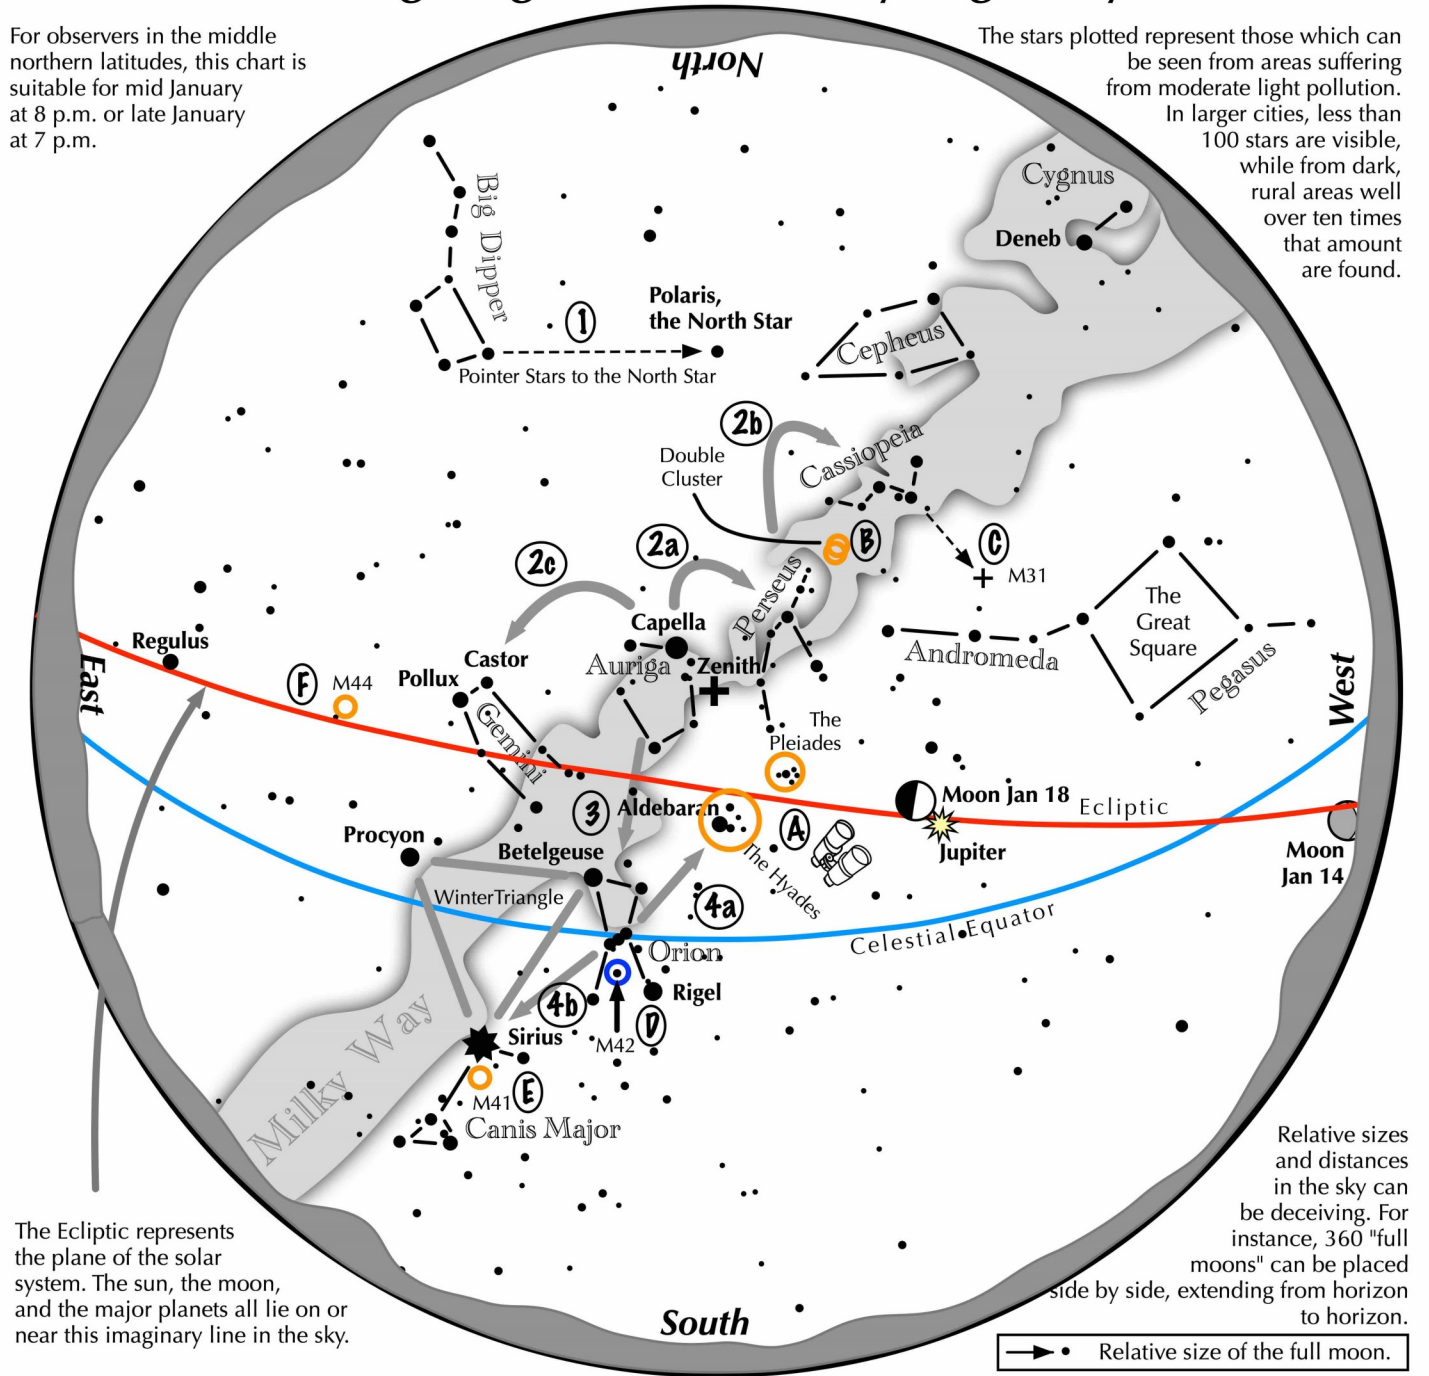 For observers in the middle
northern latitudes, this chart is
suitable for mid January
at 8 p.m. or late January
at 7 p.m.
The stars plotted represent those which can
be seen from areas suffering
from moderate light pollution.
In larger cities, less than
100 stars are visible,
while from dark,
rural areas well
over ten times
that amount
are found.
North
Cygnus
Deneb
Big Dipper
1
Polaris,
the North Star
Pointer Stars to the North Star
Cepheus
2b
Cassiopeia
Double
Cluster
B
C
M31
2a
2c
Perseus
The
Great
Square
Capella
Auriga
Zenith
Andromeda
Pegasus
Regulus
East
F
M44
Castor
Pollux
Gemini
West
The
Pleiades
3
Aldebaran
A
The Hyades
Moon Jan 18
Ecliptic
Jupiter
Moon
Jan 14
Procyon
Betelgeuse
WinterTriangle
4a
Celestial Equator
Orion
4b
Rigel
D
M42
Sirius
M41
E
Canis Major
Milky Way
The Ecliptic represents
the plane of the solar
system. The sun, the moon,
and the major planets all lie on or
near this imaginary line in the sky.
South
Relative sizes
and distances
in the sky can
be deceiving. For
instance, 360 "full
moons" can be placed
side by side, extending from horizon
to horizon.
Relative size of the full moon.